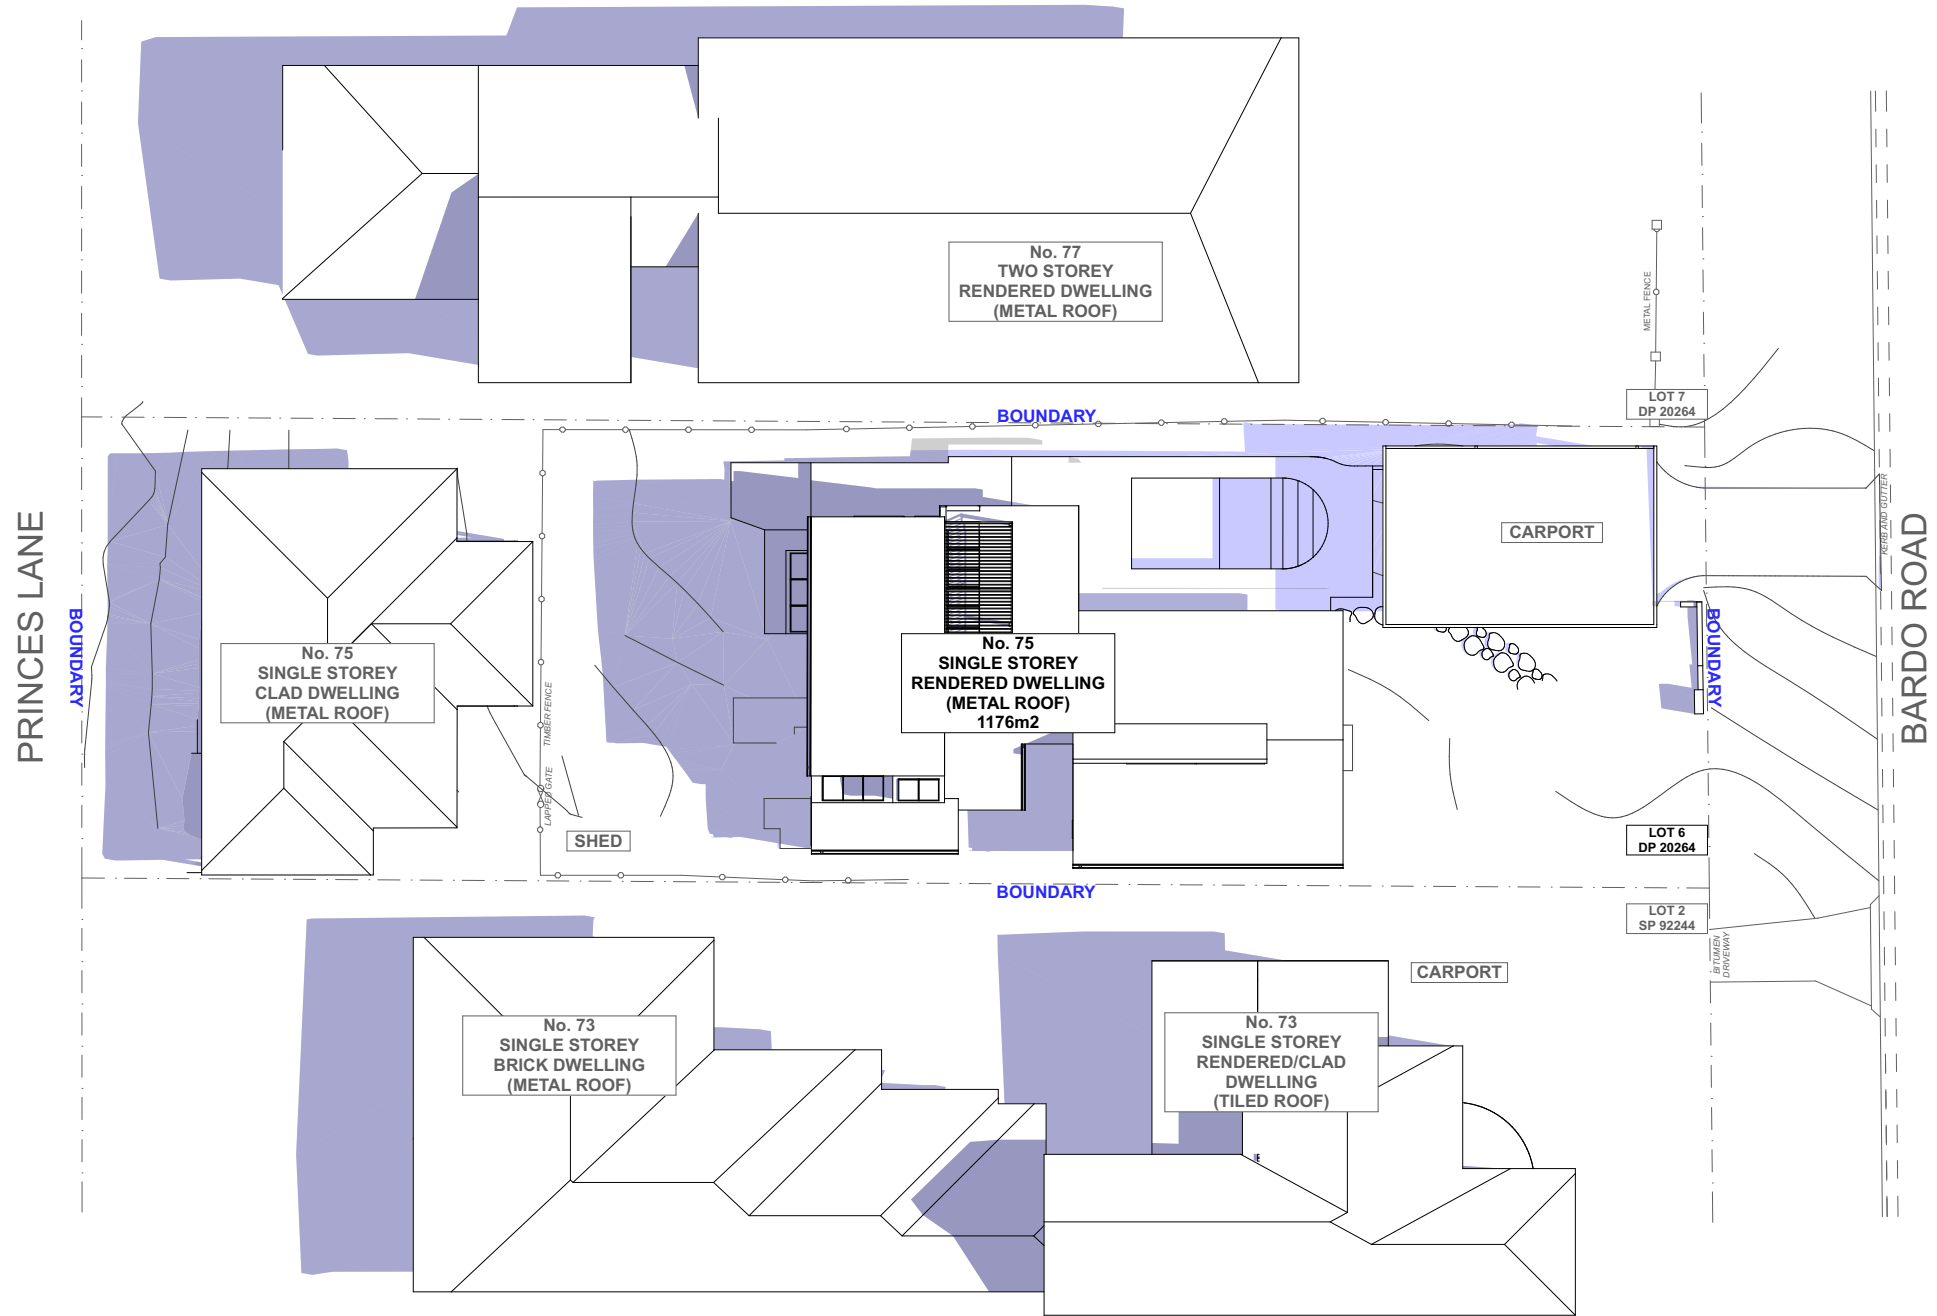 PRINCES LANE
BOUNDARY
No. 77
TWO STOREY
RENDERED DWELLING
(METAL ROOF)
METAL FENCE
LOT 7
DP 20264
BOUNDARY
CARPORT
KERB AND GUTTER
BARDO ROAD
BOUNDARY
No. 75
SINGLE STOREY
CLAD DWELLING
(METAL ROOF)
TIMBER FENCE
LAPPED GATE
SHED
No. 75
SINGLE STOREY
RENDERED DWELLING
(METAL ROOF)
1176m2
LOT 6
DP 20264
BOUNDARY
LOT 2
SP 92244
BITUMEN
DRIVEWAY
CARPORT
No. 73
SINGLE STOREY
BRICK DWELLING
(METAL ROOF)
No. 73
SINGLE STOREY
RENDERED/CLAD
DWELLING
(TILED ROOF)